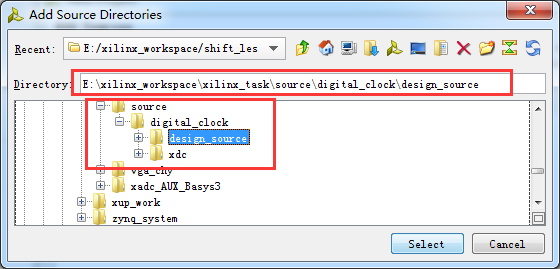 Add Source Directories
Recent: E:/xilinx_workspace/shift_les
Directory: E:\xilinx_workspace\xilinx_task\source\digital_clock\design_source
source
digital_clock
design_source
xdc
vga_chy
xadc_AUX_Basys3
xup_work
zynq_system
Select Cancel